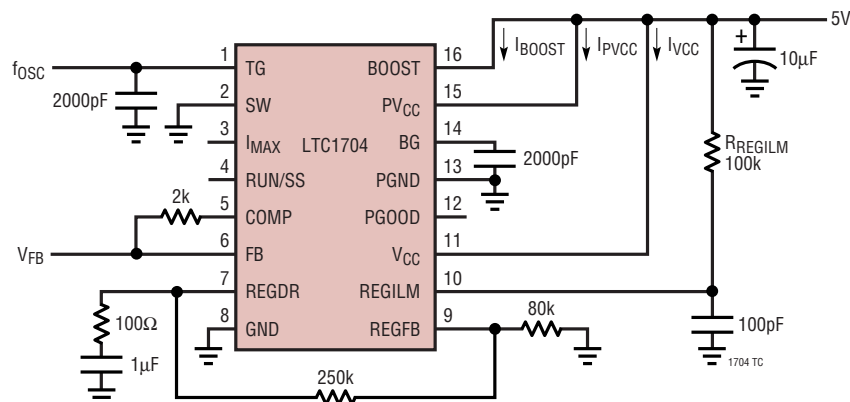 5V
I_BOOST I_PVCC I_VCC
+
10µF
f_OSC
1 TG BOOST 16
2000pF
2 SW PV_CC 15
3 I_MAX LTC1704 BG 14
2000pF
R_REGILM
100k
4 RUN/SS PGND 13
2k
5 COMP PGOOD 12
V_FB
6 FB V_CC 11
7 REGDR REGILM 10
100Ω
8 GND REGFB 9
80k
100pF
1µF
250k
1704 TC